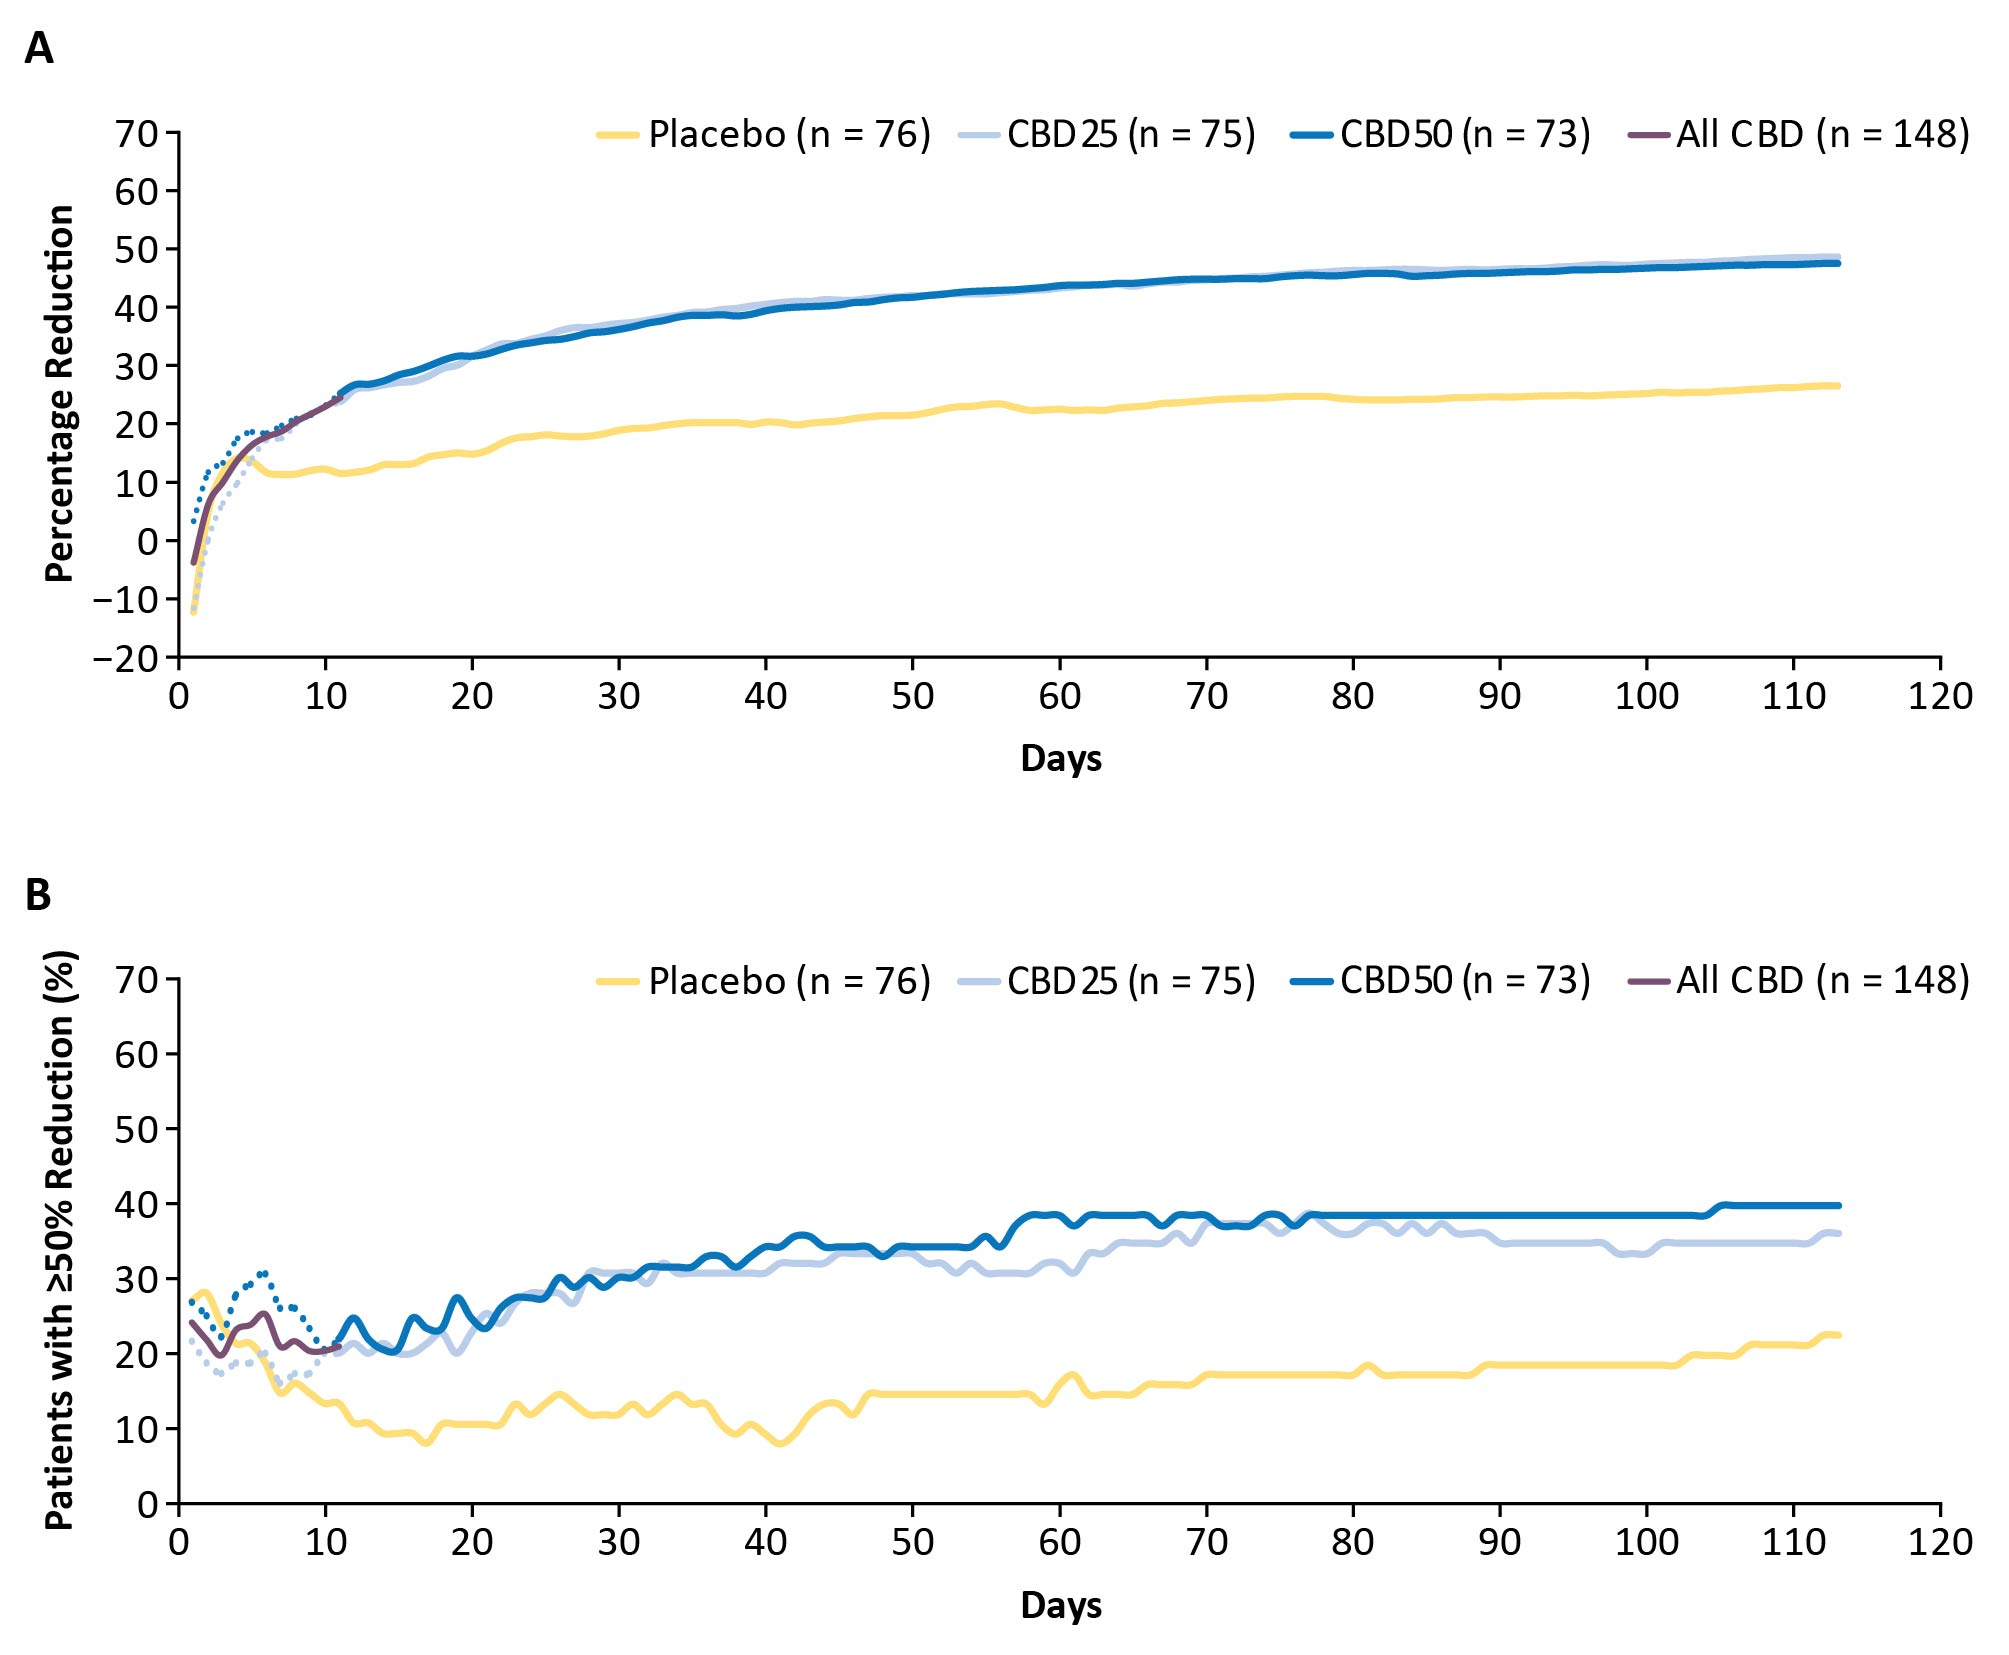 A
Placebo (n = 76) CBD25 (n = 75) CBD50 (n = 73) All CBD (n = 148)
Percentage Reduction
70
60
50
40
30
20
10
0
−10
−20
0 10 20 30 40 50 60 70 80 90 100 110 120
Days
B
Placebo (n = 76) CBD25 (n = 75) CBD50 (n = 73) All CBD (n = 148)
Patients with ≥50% Reduction (%)
70
60
50
40
30
20
10
0
0 10 20 30 40 50 60 70 80 90 100 110 120
Days